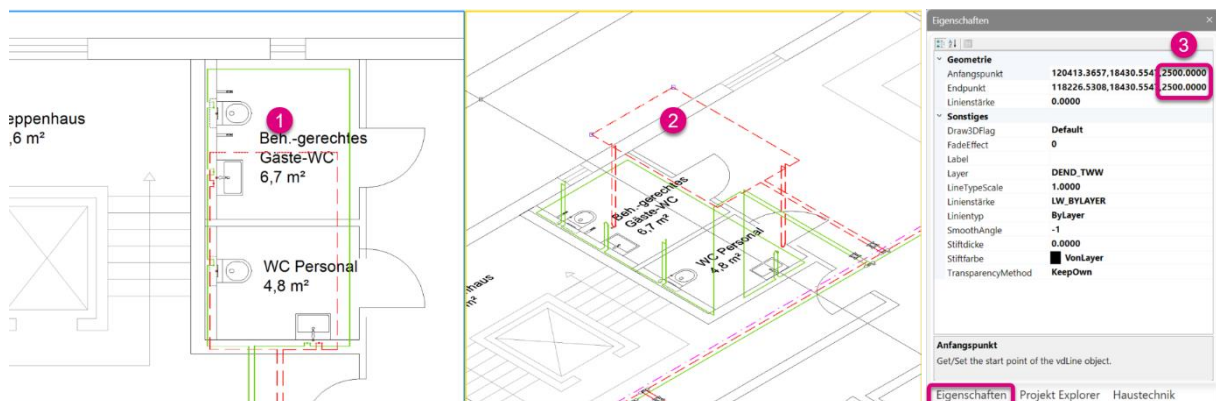 1
eppenhaus
,6 m²
Beh.-gerechtes
Gäste-WC
6,7 m²
WC Personal
4,8 m²
2
Beh.-gerechtes
Gäste-WC
6,7 m²
WC Personal
4,8 m²
nhaus
m²
Eigenschaften
3
Geometrie
Anfangspunkt 120413.3657,18430.5547,2500.0000
Endpunkt 118226.5308,18430.5547,2500.0000
Linienstärke 0.0000
Sonstiges
Draw3DFlag Default
FadeEffect 0
Label
Layer DEND_TWW
LineTypeScale 1.0000
Linienstärke LW_BYLAYER
Linientyp ByLayer
SmoothAngle -1
Stiftdicke 0.0000
Stiftfarbe VonLayer
TransparencyMethod KeepOwn
Anfangspunkt
Get/Set the start point of the vdLine object.
Eigenschaften Projekt Explorer Haustechnik